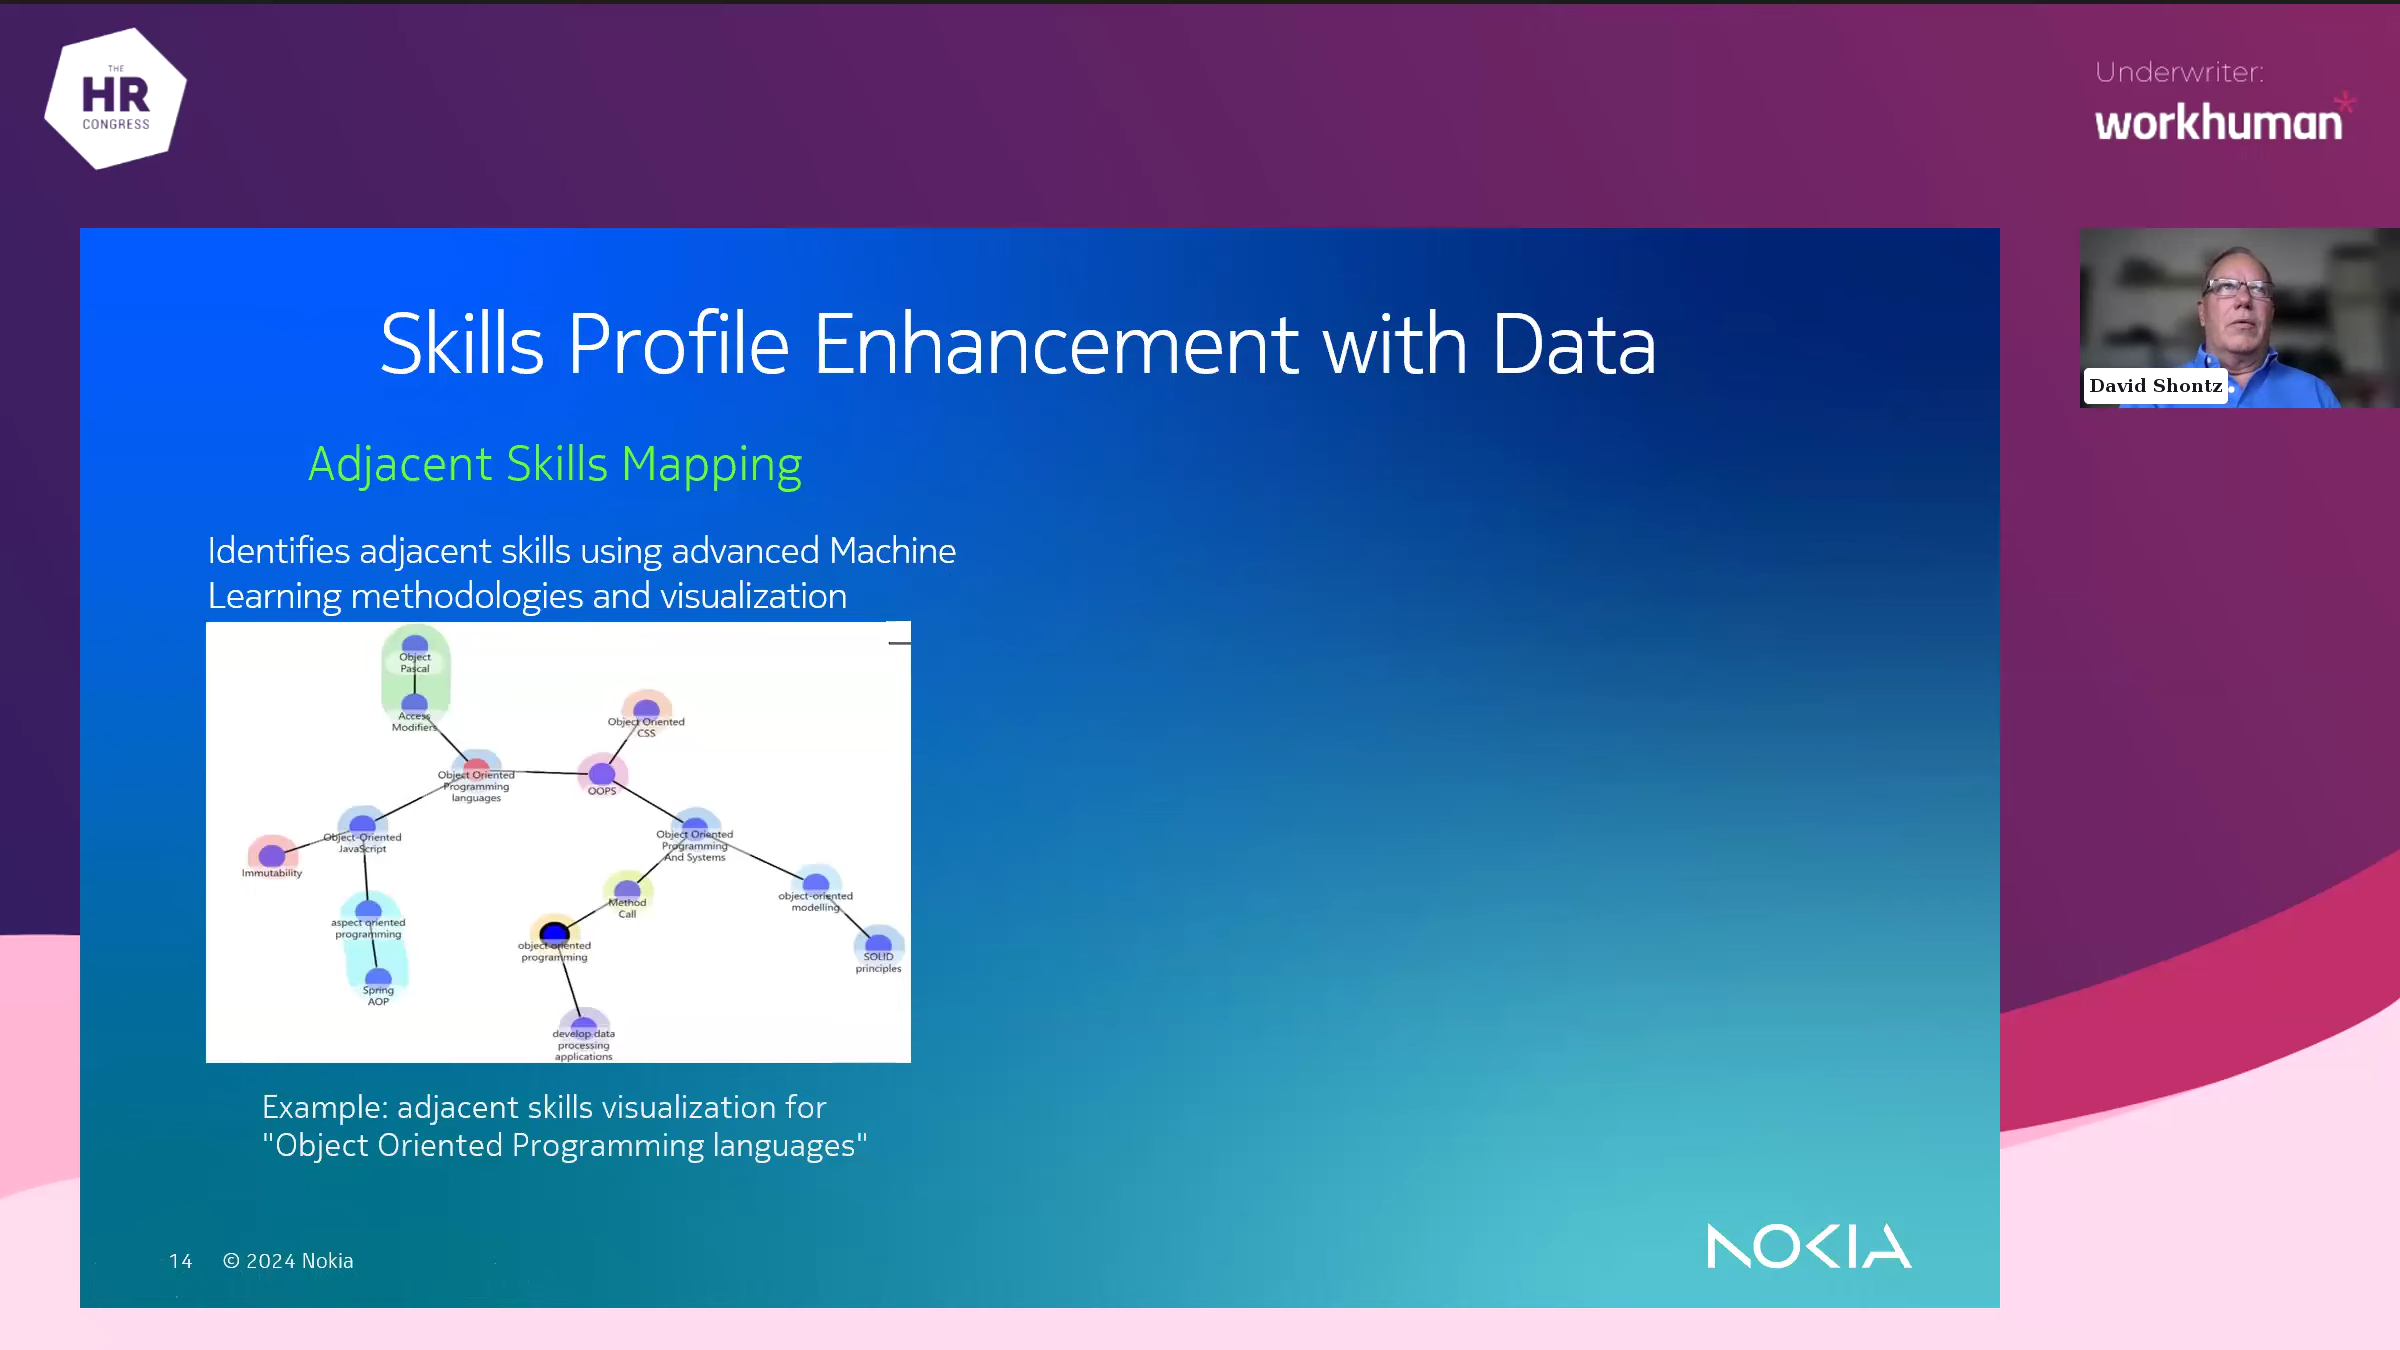 THE
HR
CONGRESS
Underwriter:
workhuman*
Skills Profile Enhancement with Data
David Shontz
Adjacent Skills Mapping
Identifies adjacent skills using advanced Machine
Learning methodologies and visualization
Object
Pascal
Access
Modifiers
Object Oriented
CSS
Object Oriented
Programming
languages
OOPS
Object-Oriented
JavaScript
Object Oriented
Programming
And Systems
Immutability
Method
Call
object-oriented
modelling
aspect oriented
programming
object oriented
programming
SOLID
principles
Spring
AOP
develop data
processing
applications
Example: adjacent skills visualization for
"Object Oriented Programming languages"
14 © 2024 Nokia
NOKIA